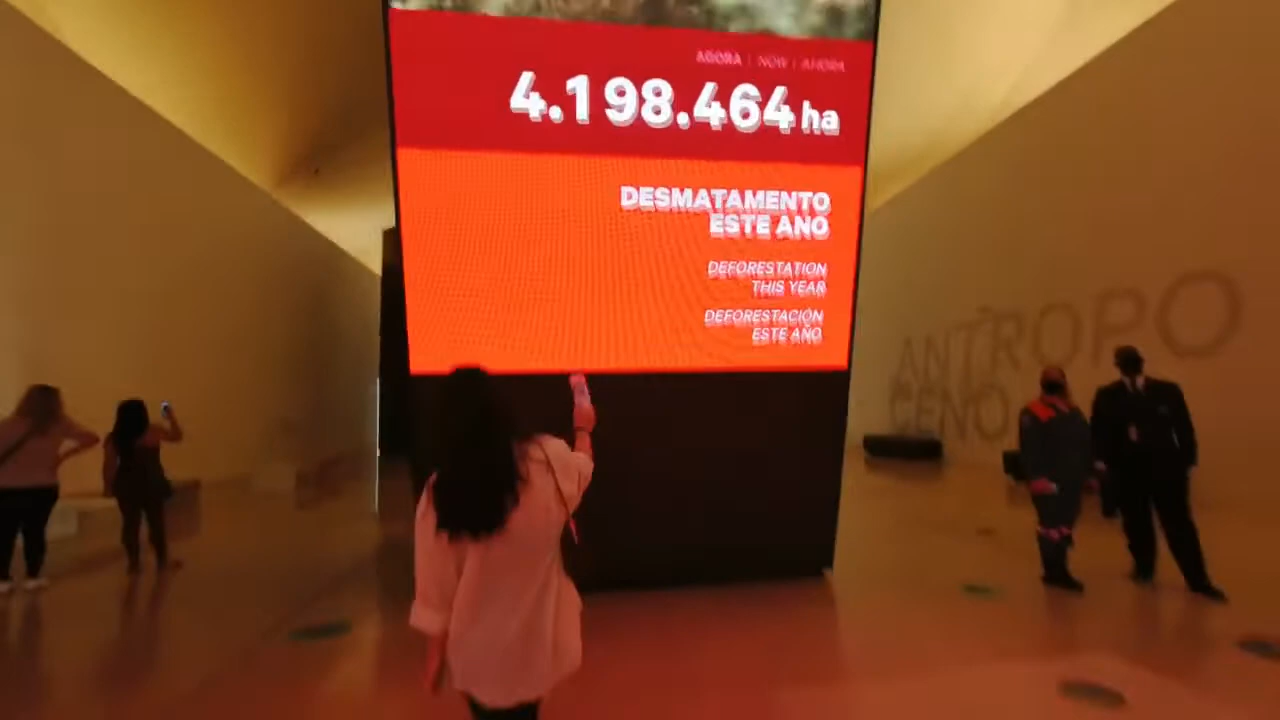 AGORA | NOW | AHORA
4.198.464 ha
DESMATAMENTO
ESTE ANO
DEFORESTATION
THIS YEAR
DEFORESTACIÓN
ESTE AÑO
ANTROPO
CENO